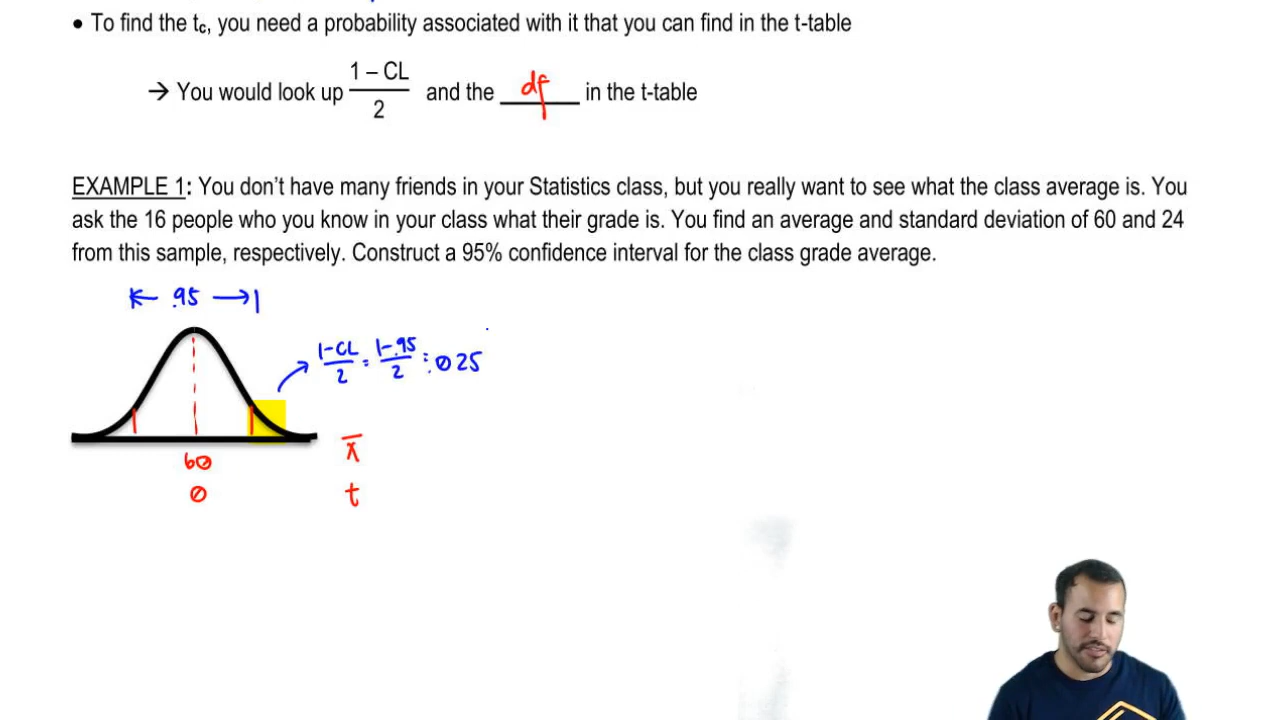 • To find the tc, you need a probability associated with it that you can find in the t-table
1 – CL
→ You would look up and the df in the t-table
2
EXAMPLE 1: You don’t have many friends in your Statistics class, but you really want to see what the class average is. You
ask the 16 people who you know in your class what their grade is. You find an average and standard deviation of 60 and 24
from this sample, respectively. Construct a 95% confidence interval for the class grade average.
.95
1-CL/2 = 1-.95/2 = .025
60 x̄
0 t